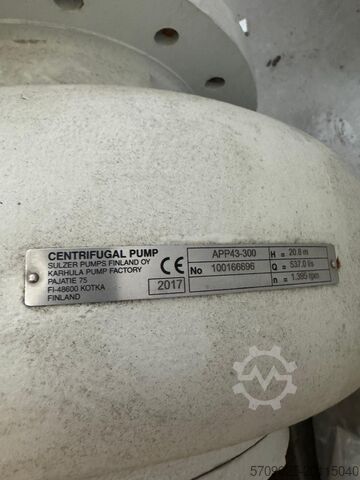 CENTRIFUGAL PUMP
SULZER PUMPS FINLAND OY
KARHULA PUMP FACTORY
PAJATIE 75
FI-48600 KOTKA
FINLAND
CE
2017
APP43-300
No 100166696
H = 20.8 m
Q = 537.0 l/s
n = 1,395 rpm